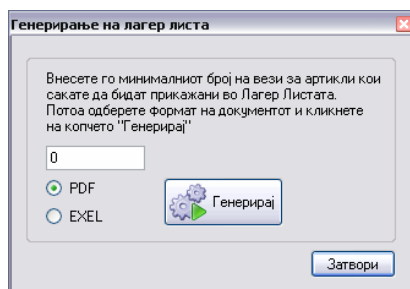 Генерирање на лагер листа
Внесете го минималниот број на вези за артикли кои
сакате да бидат прикажани во Лагер Листата.
Потоа одберете формат на документот и кликнете
на копчето "Генерирај"
0
PDF
Генерирај
EXEL
Затвори